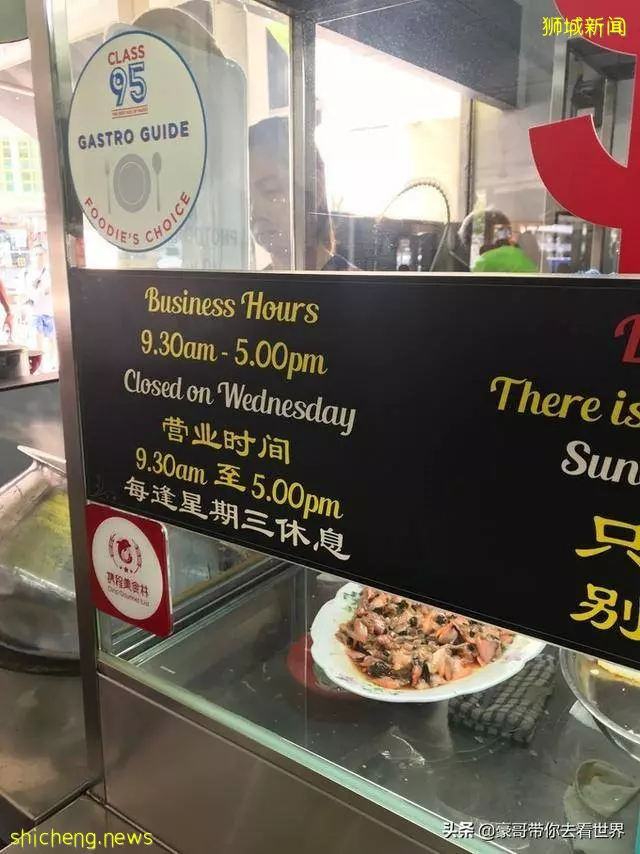 狮城新闻
CLASS
95
GASTRO GUIDE
FOODIE'S CHOICE
Business Hours
9.30am - 5.00pm
Closed on Wednesday
营业时间
9.30am 至 5.00pm
每逢星期三休息
There is
Sun
只
别
携程美食林
Ctrip Gourmet List
shicheng.news
头条 @豪哥带你去看世界